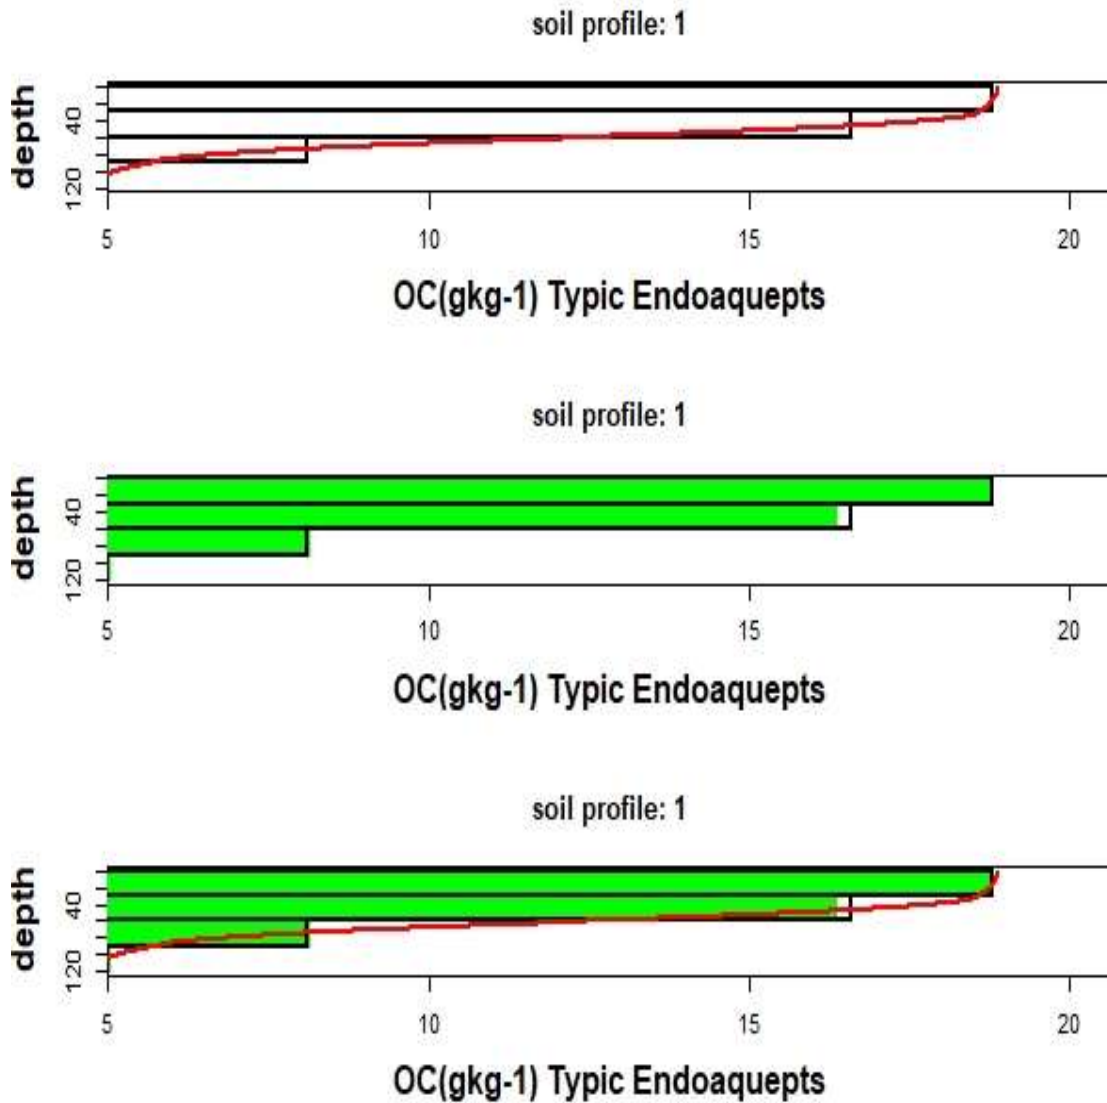 soil profile: 1
depth
40
120
5 10 15 20
OC(gkg-1) Typic Endoaquepts
soil profile: 1
depth
40
120
5 10 15 20
OC(gkg-1) Typic Endoaquepts
soil profile: 1
depth
40
120
5 10 15 20
OC(gkg-1) Typic Endoaquepts